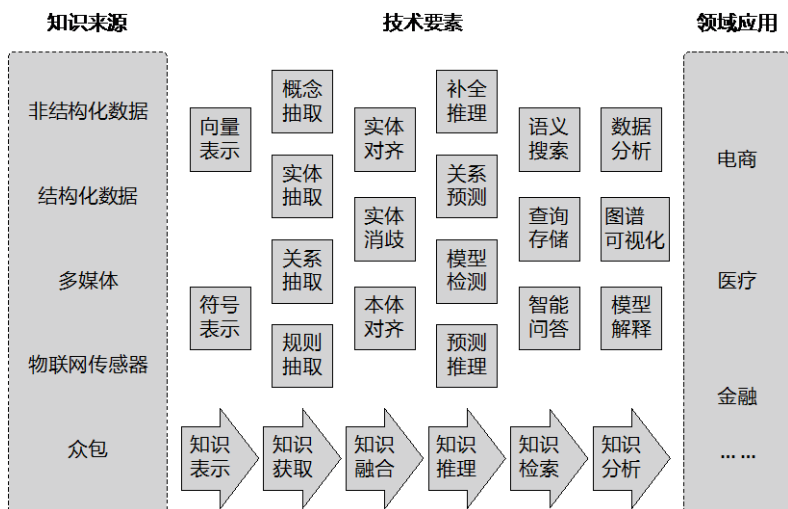 知识来源
技术要素
领域应用
非结构化数据
结构化数据
多媒体
物联网传感器
众包
向量
表示
符号
表示
概念
抽取
实体
抽取
关系
抽取
规则
抽取
实体
对齐
实体
消歧
本体
对齐
补全
推理
关系
预测
模型
检测
预测
推理
语义
搜索
查询
存储
智能
问答
数据
分析
图谱
可视化
模型
解释
知识
表示
知识
获取
知识
融合
知识
推理
知识
检索
知识
分析
电商
医疗
金融
... ...